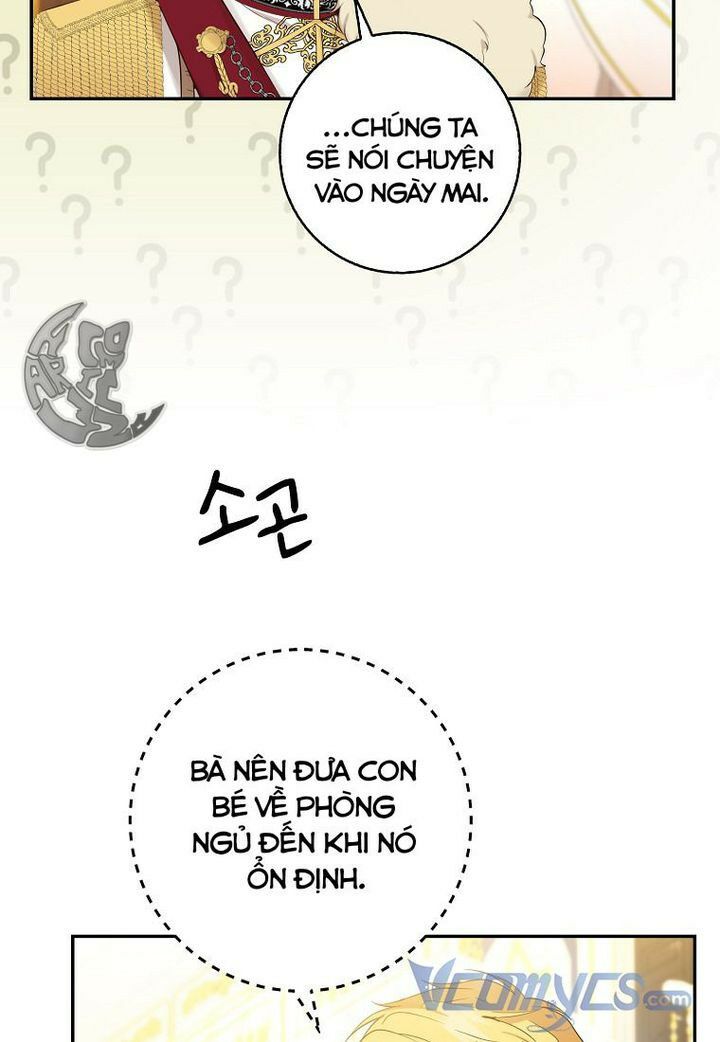 ...CHÚNG TA
SẼ NÓI CHUYỆN
VÀO NGÀY MAI.
소곤
BÀ NÊN ĐƯA CON
BÉ VỀ PHÒNG
NGỦ ĐẾN KHI NÓ
ỔN ĐỊNH.
VCOMYCS.COM